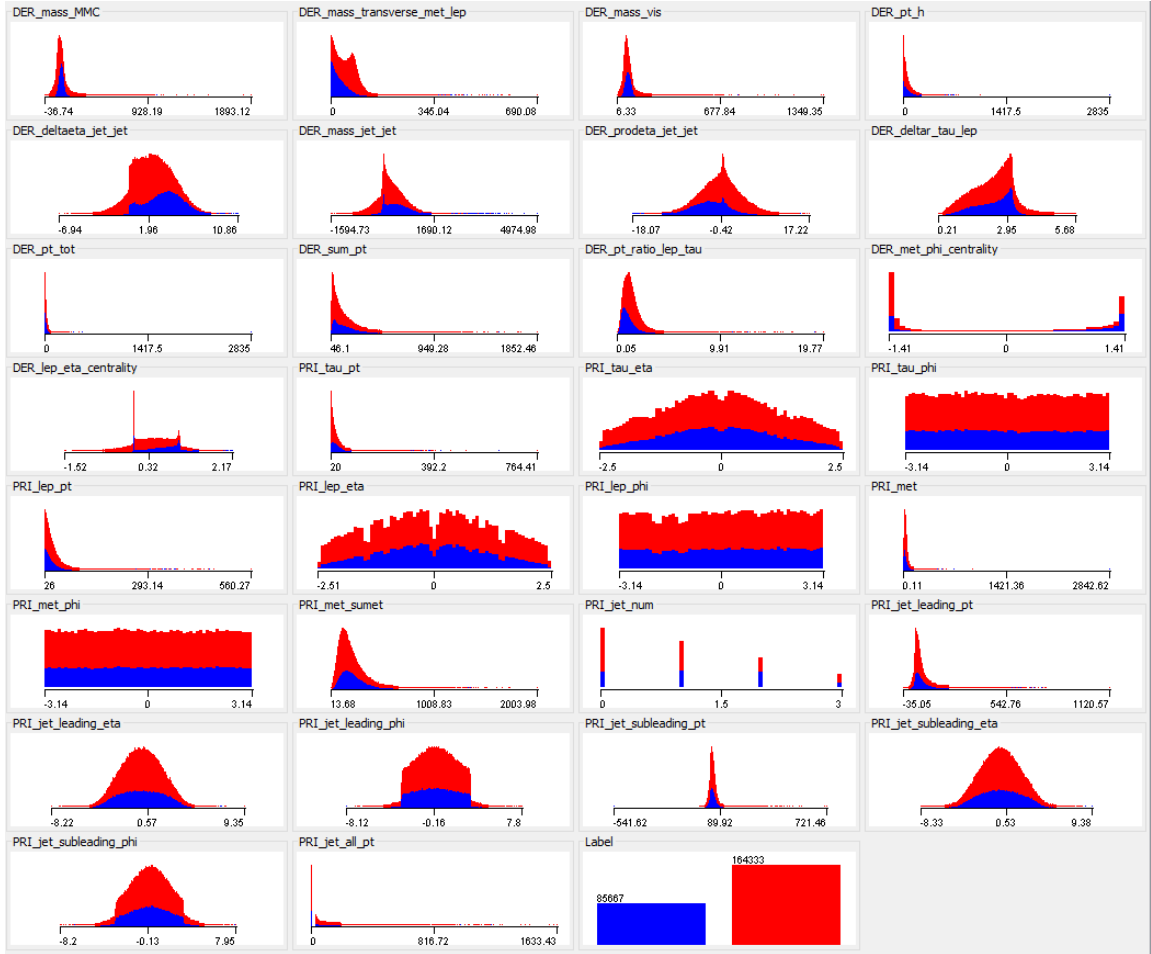 DER_mass_MMC
-36.74 928.19 1893.12
DER_mass_transverse_met_lep
0 345.04 690.08
DER_mass_vis
6.33 677.84 1349.35
DER_pt_h
0 1417.5 2835
DER_deltaeta_jet_jet
-6.94 1.96 10.86
DER_mass_jet_jet
-1594.73 1690.12 4974.98
DER_prodeta_jet_jet
-18.07 -0.42 17.22
DER_deltar_tau_lep
0.21 2.95 5.68
DER_pt_tot
0 1417.5 2835
DER_sum_pt
46.1 949.28 1852.46
DER_pt_ratio_lep_tau
0.05 9.91 19.77
DER_met_phi_centrality
-1.41 0 1.41
DER_lep_eta_centrality
-1.52 0.32 2.17
PRI_tau_pt
20 392.2 764.41
PRI_tau_eta
-2.5 0 2.5
PRI_tau_phi
-3.14 0 3.14
PRI_lep_pt
26 293.14 560.27
PRI_lep_eta
-2.51 0 2.5
PRI_lep_phi
-3.14 0 3.14
PRI_met
0.11 1421.36 2842.62
PRI_met_phi
-3.14 0 3.14
PRI_met_sumet
13.68 1008.83 2003.98
PRI_jet_num
0 1.5 3
PRI_jet_leading_pt
-35.05 542.76 1120.57
PRI_jet_leading_eta
-8.22 0.57 9.35
PRI_jet_leading_phi
-8.12 -0.16 7.8
PRI_jet_subleading_pt
-541.62 89.92 721.46
PRI_jet_subleading_eta
-8.33 0.53 9.38
PRI_jet_subleading_phi
-8.2 -0.13 7.95
PRI_jet_all_pt
0 816.72 1633.43
Label
85667 164333